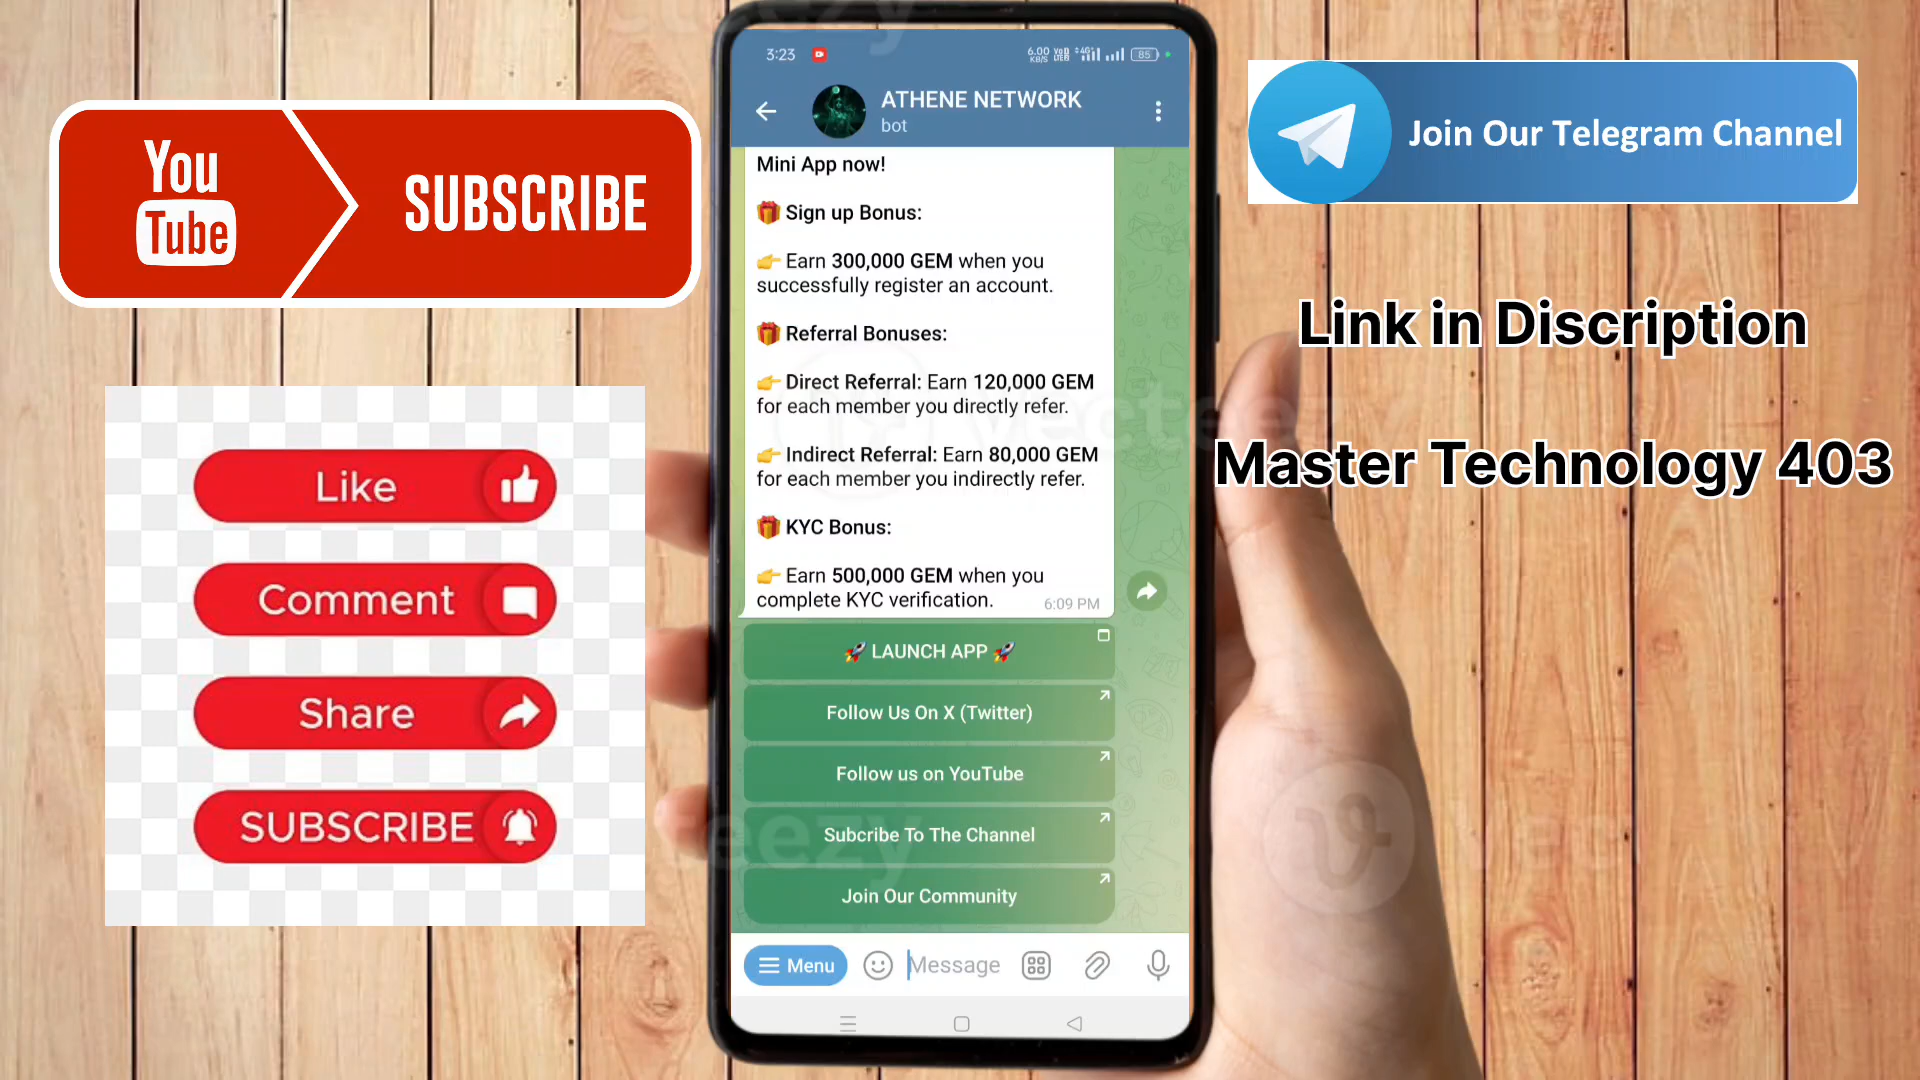 You
Tube
SUBSCRIBE
Like
Comment
Share
SUBSCRIBE
3:23
6.00
KB/S
85
ATHENE NETWORK
bot
Mini App now!
🎁 Sign up Bonus:
👉 Earn 300,000 GEM when you
successfully register an account.
🎁 Referral Bonuses:
👉 Direct Referral: Earn 120,000 GEM
for each member you directly refer.
👉 Indirect Referral: Earn 80,000 GEM
for each member you indirectly refer.
🎁 KYC Bonus:
👉 Earn 500,000 GEM when you
complete KYC verification.
6:09 PM
🚀 LAUNCH APP 🚀
Follow Us On X (Twitter)
Follow us on YouTube
Subcribe To The Channel
Join Our Community
Menu
Message
Join Our Telegram Channel
Link in Discription
Master Technology 403